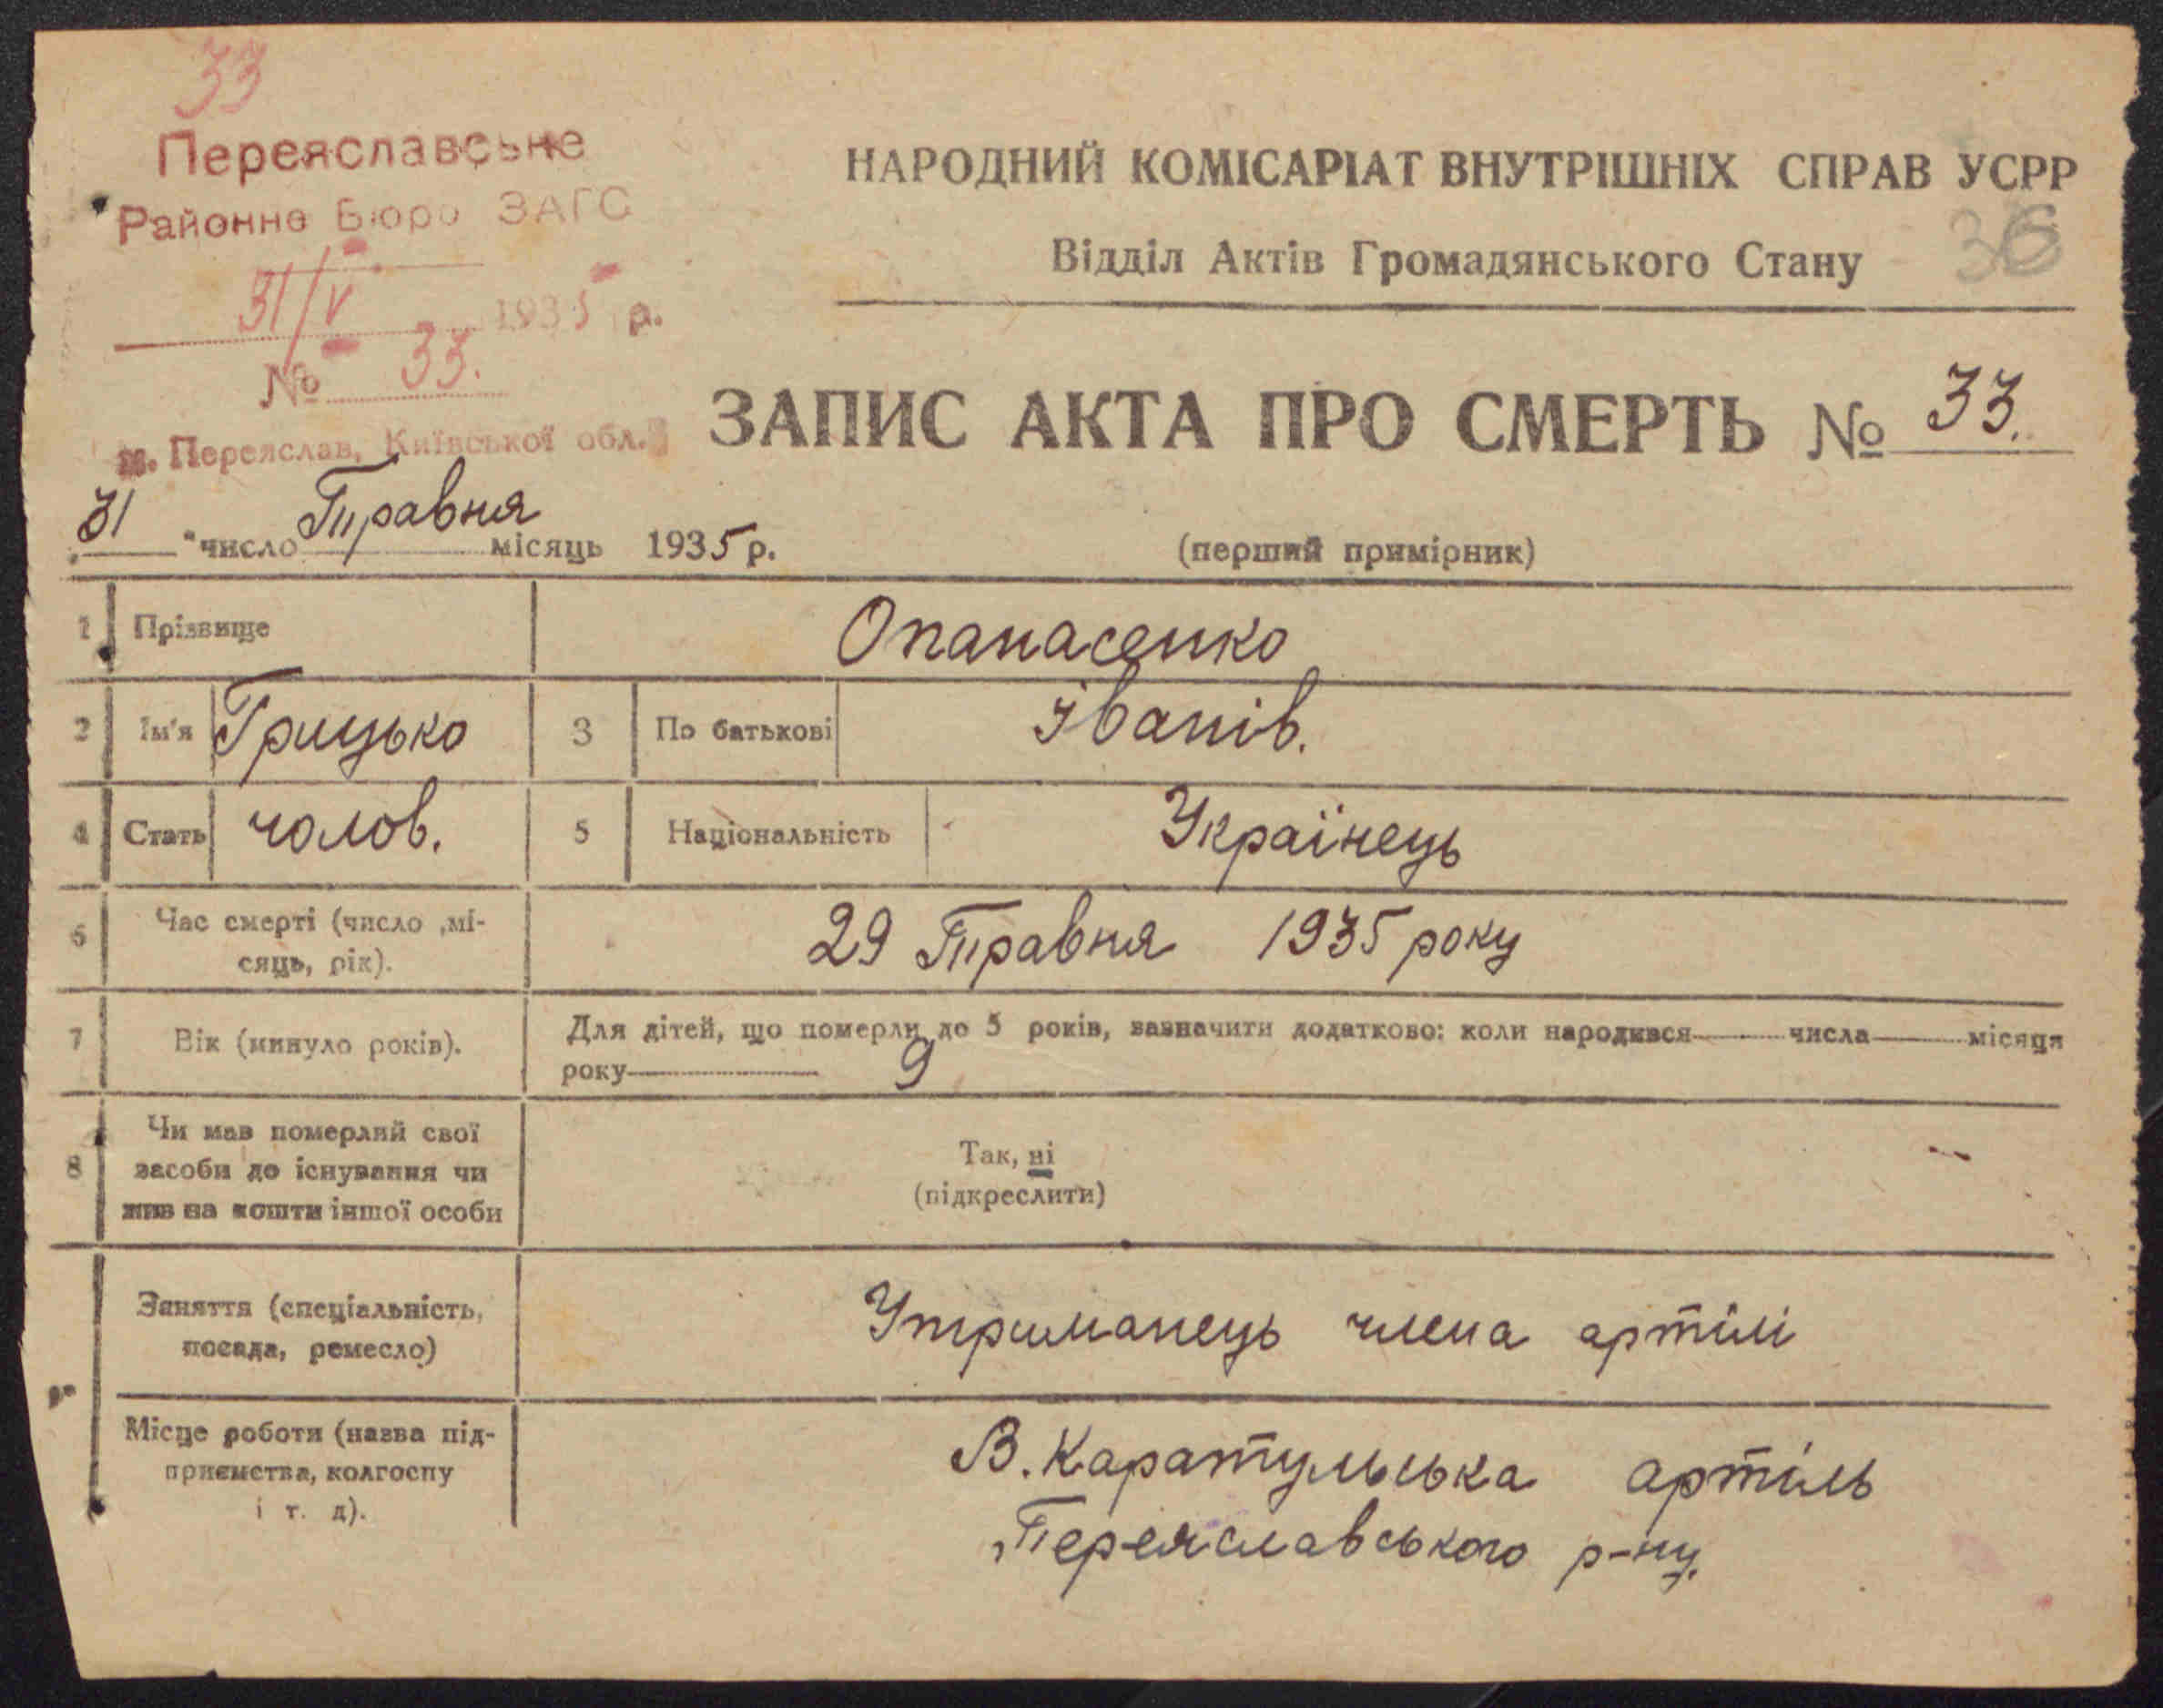 33
Переяславське
Районне Бюро ЗАГС
31/V 1935 р.
№ 33.
м. Переяслав, Київської обл.
НАРОДНИЙ КОМІСАРІАТ ВНУТРІШНІХ СПРАВ УСРР
Відділ Актів Громадянського Стану
36
ЗАПИС АКТА ПРО СМЕРТЬ № 33.
„31 “ число Травня місяць 1935 р.
(перший примірник)
1 Прізвище Опанасенко
2 Ім'я Грицько 3 По батькові Іванів.
4 Стать чолов. 5 Національність Українець
6 Час смерті (число ,мі-
сяць, рік).
29 Травня 1935 року
7 Вік (минуло років).
Для дітей, що померли до 5 років, зазначити додатково: коли народився числа місяця
року 9
8 Чи мав померлий свої
засоби до існування чи
жив на кошти іншої особи
Так, ні
(підкреслити)
Заняття (спеціальність,
посада, ремесло)
Утриманець члена артілі
Місце роботи (назва під-
приємства, колгоспу
і т. д).
В. Каратульська артіль
Переяславського р-ну.